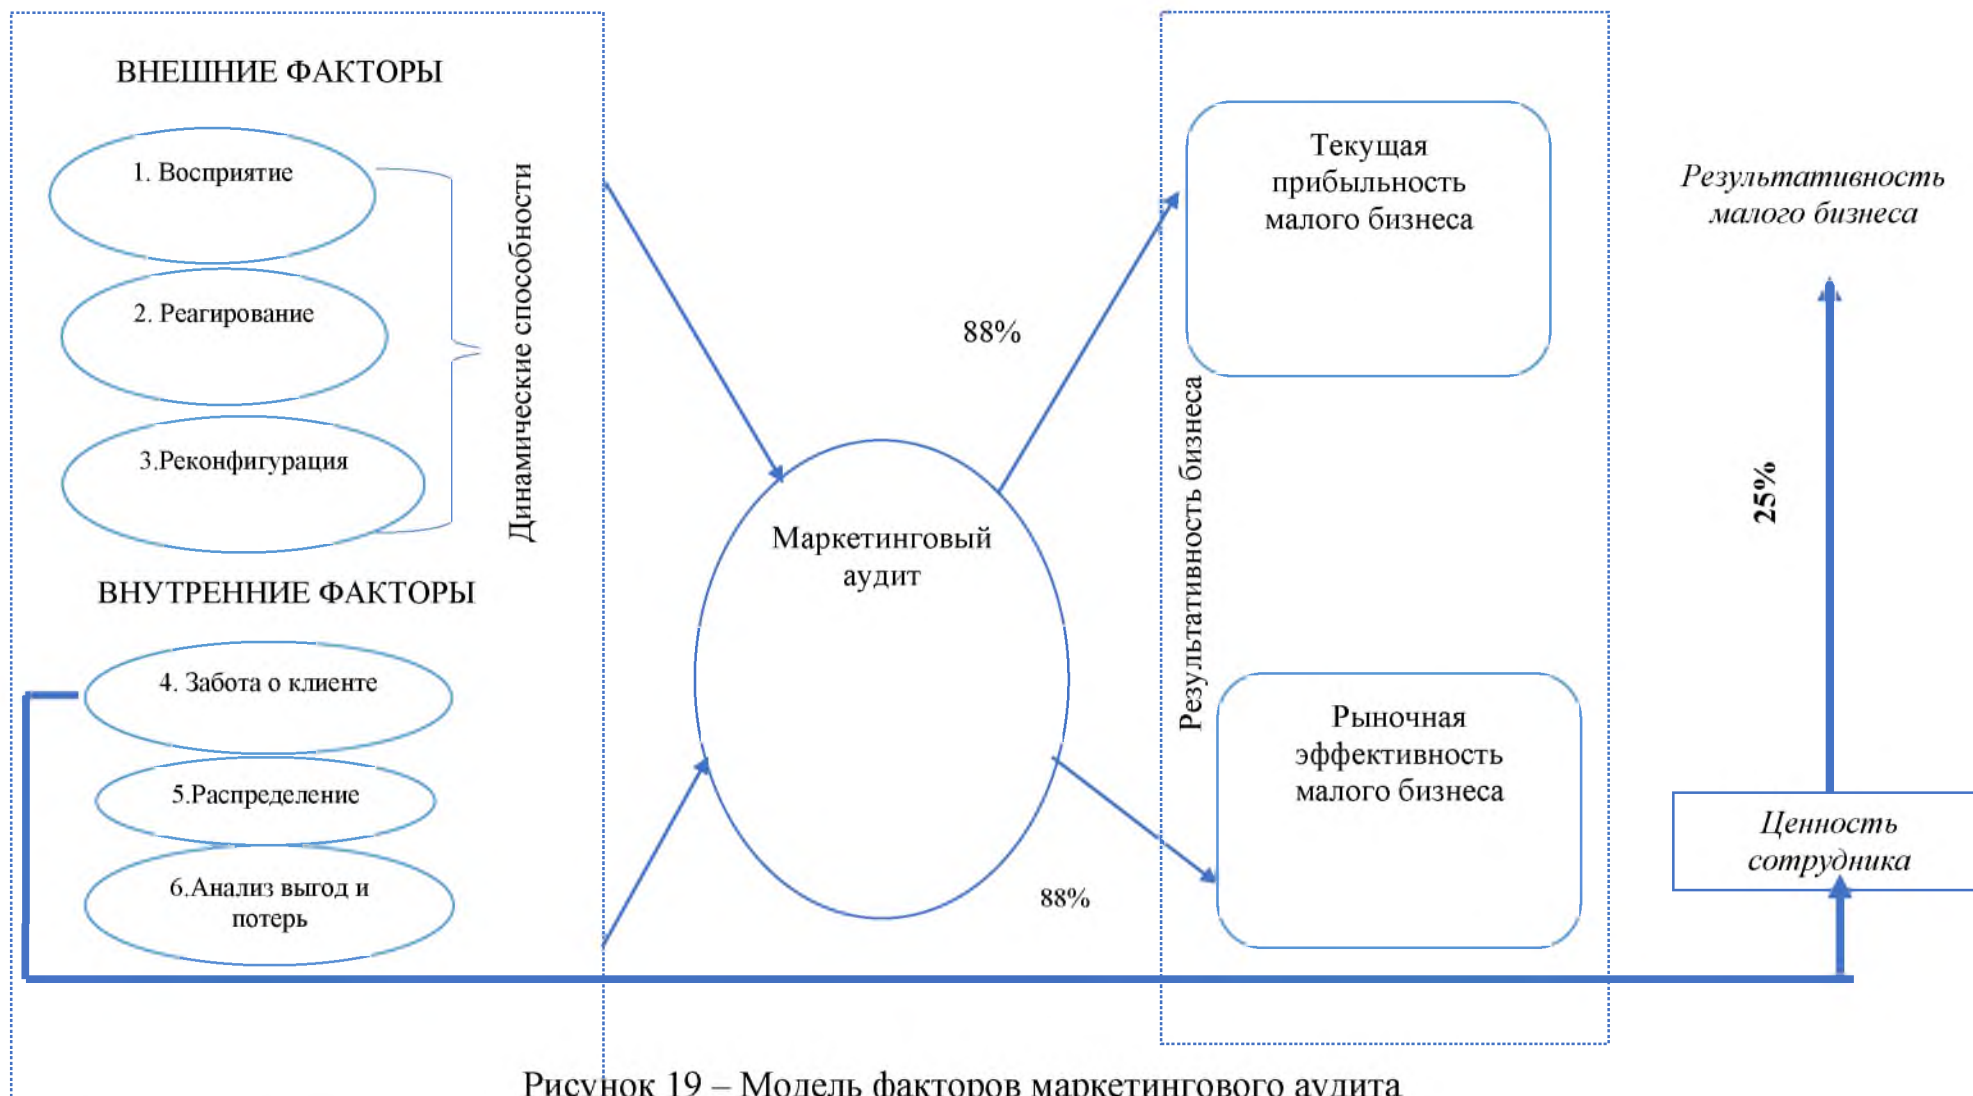 ВНЕШНИЕ ФАКТОРЫ
1. Восприятие
2. Реагирование
3.Реконфигурация
Динамические способности
ВНУТРЕННИЕ ФАКТОРЫ
4. Забота о клиенте
5.Распределение
6.Анализ выгод и
потерь
Маркетинговый
аудит
88%
88%
Результативность бизнеса
Текущая
прибыльность
малого бизнеса
Рыночная
эффективность
малого бизнеса
Результативность
малого бизнеса
25%
Ценность
сотрудника
Рисунок 19 – Модель факторов маркетингового аудита